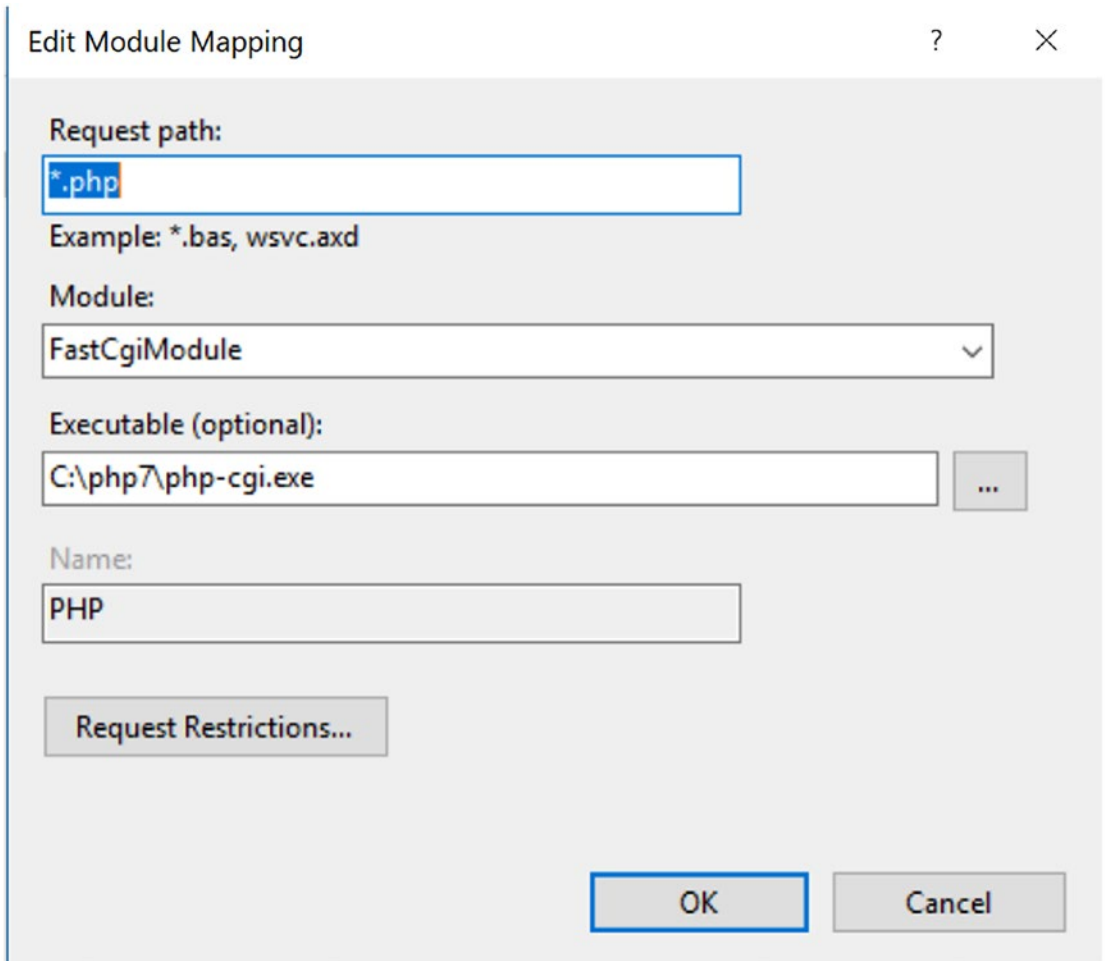 Edit Module Mapping ?
Request path:
*.php
Example: *.bas, wsvc.axd
Module:
FastCgiModule
Executable (optional):
C:\php7\php-cgi.exe ...
Name:
PHP
Request Restrictions...
OK Cancel